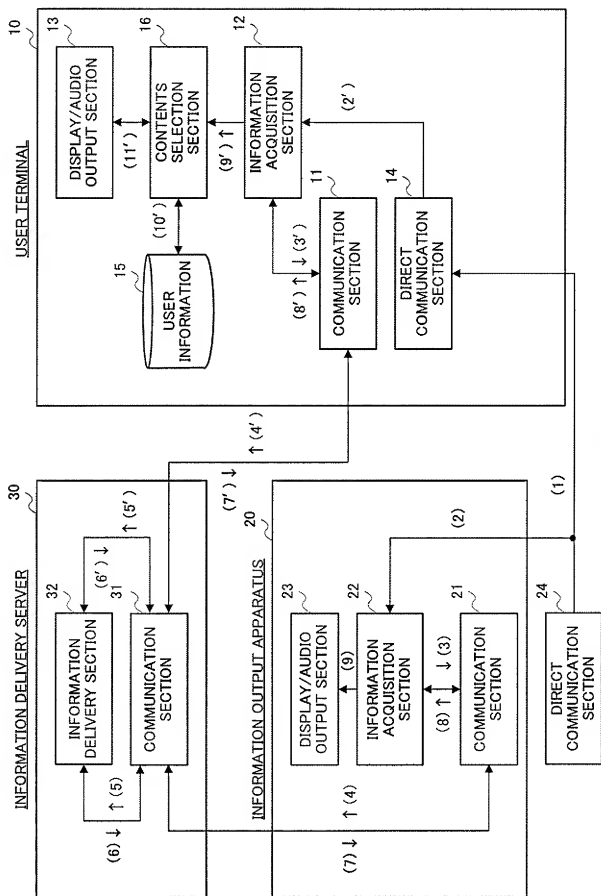 USER TERMINAL
10
13
DISPLAY/AUDIO
OUTPUT SECTION
(11')
16
CONTENTS
SELECTION
SECTION
(10')
15
USER
INFORMATION
(9') ↑
12
INFORMATION
ACQUISITION
SECTION
(2')
(8') ↑ ↓ (3')
11
COMMUNICATION
SECTION
14
DIRECT
COMMUNICATION
SECTION
(7') ↓ ↑ (4')
(1)
INFORMATION DELIVERY SERVER
30
32
INFORMATION
DELIVERY SECTION
(6) ↓ ↑ (5)
(6') ↓ ↑ (5')
31
COMMUNICATION
SECTION
(7) ↓ ↑ (4)
INFORMATION OUTPUT APPARATUS
20
23
DISPLAY/AUDIO
OUTPUT SECTION
(9)
22
INFORMATION
ACQUISITION
SECTION
(2)
(8) ↑ ↓ (3)
21
COMMUNICATION
SECTION
24
DIRECT
COMMUNICATION
SECTION